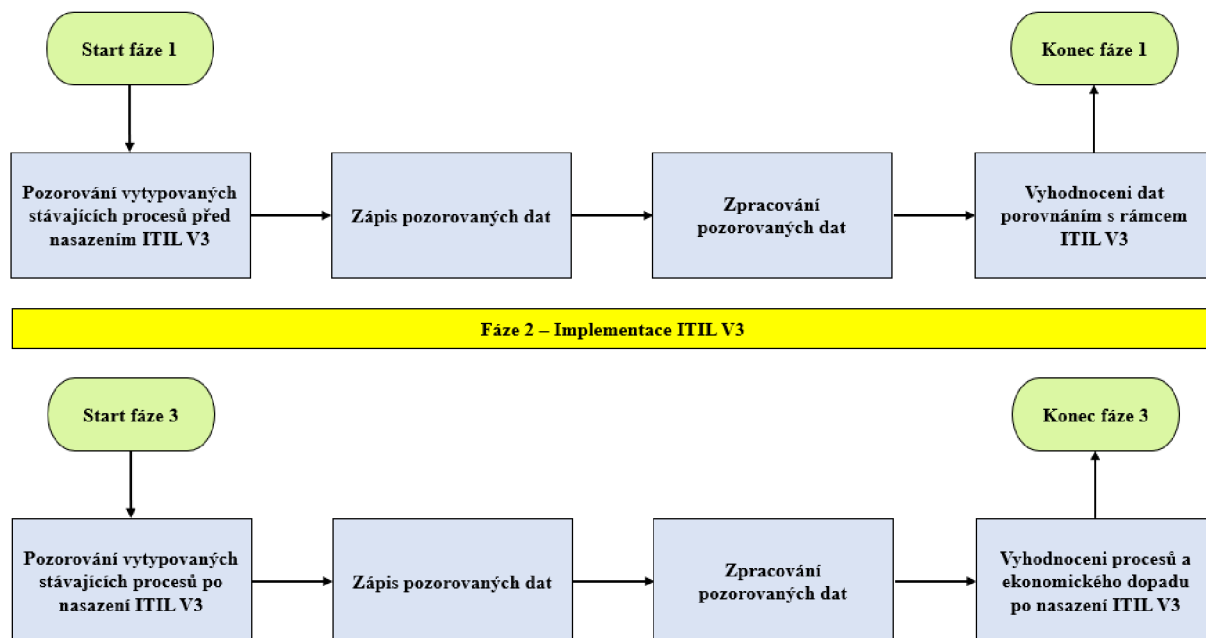 Start fáze 1
Konec fáze 1
Pozorování vytypovaných
stávajících procesů před
nasazením ITIL V3
Zápis pozorovaných dat
Zpracování
pozorovaných dat
Vyhodnoceni dat
porovnáním s rámcem
ITIL V3
Fáze 2 – Implementace ITIL V3
Start fáze 3
Konec fáze 3
Pozorování vytypovaných
stávajících procesů po
nasazení ITIL V3
Zápis pozorovaných dat
Zpracování
pozorovaných dat
Vyhodnoceni procesů a
ekonomického dopadu
po nasazení ITIL V3